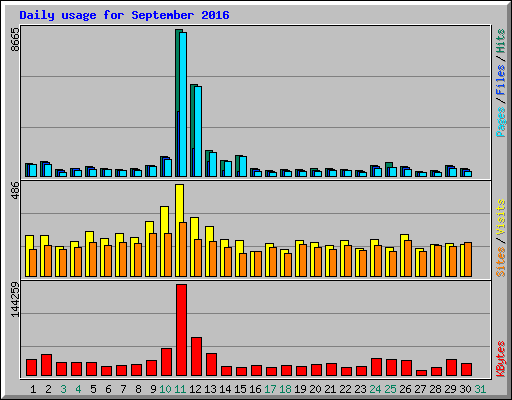 Daily usage for September 2016
8665
Pages / Files / Hits
486
Sites / Visits
144259
KBytes
1 2 3 4 5 6 7 8 9 10 11 12 13 14 15 16 17 18 19 20 21 22 23 24 25 26 27 28 29 30 31